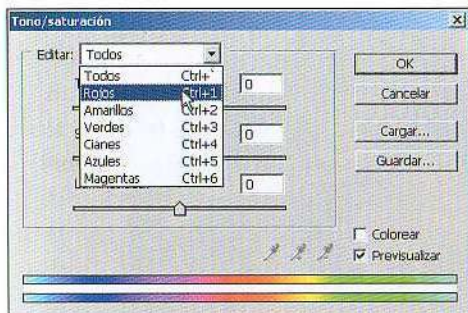 Tono/saturación
Editar: Todos
Todos Ctrl+`
Rojos Ctrl+1
Amarillos Ctrl+2
Verdes Ctrl+3
Cianes Ctrl+4
Azules Ctrl+5
Magentas Ctrl+6
0
0
0
OK
Cancelar
Cargar...
Guardar...
Colorear
Previsualizar